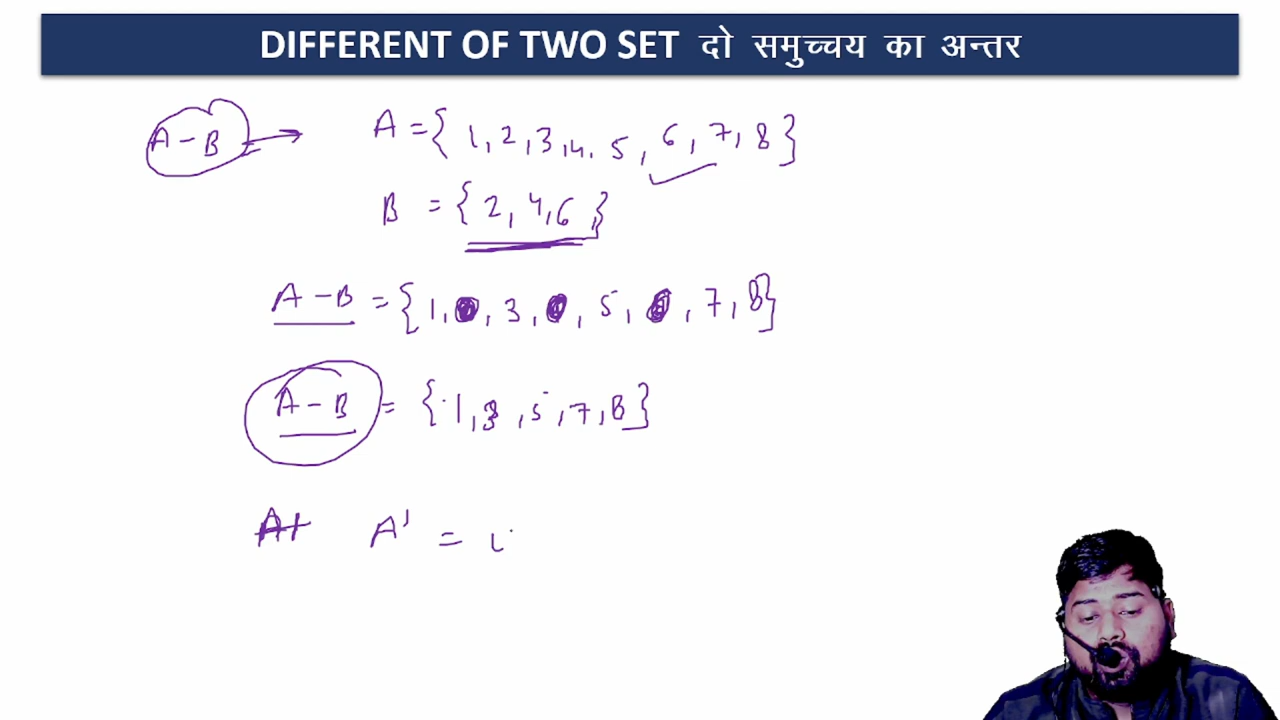 DIFFERENT OF TWO SET दो समुच्चय का अन्तर
A-B → A={1,2,3,4,5,6,7,8}
B={2,4,6}
A-B={1, , 3, , 5, , 7, 8}
A-B={1,3,5,7,8}
A' =